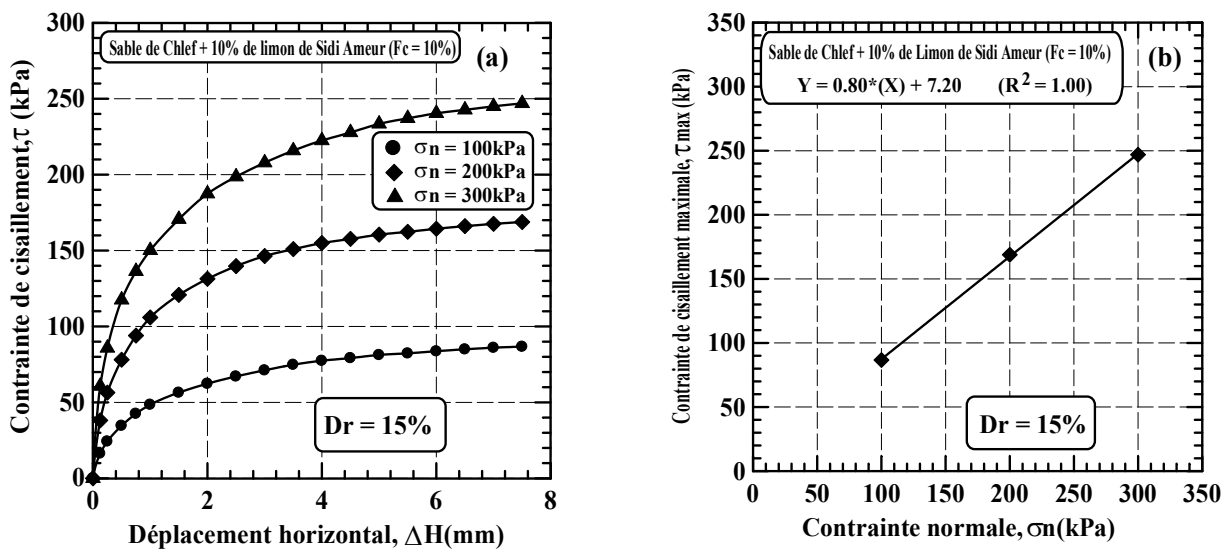 Sable de Chlef + 10% de limon de Sidi Ameur (Fc = 10%)
(a)
Contrainte de cisaillement,τ (kPa)
300
250
200
150
100
50
0
σn = 100kPa
σn = 200kPa
σn = 300kPa
Dr = 15%
0 2 4 6 8
Déplacement horizontal, ΔH(mm)
Sable de Chlef + 10% de Limon de Sidi Ameur (Fc = 10%)
Y = 0.80*(X) + 7.20 (R² = 1.00)
(b)
Contrainte de cisaillement maximale, τmax (kPa)
350
300
250
200
150
100
50
0
Dr = 15%
0 50 100 150 200 250 300 350
Contrainte normale, σn(kPa)